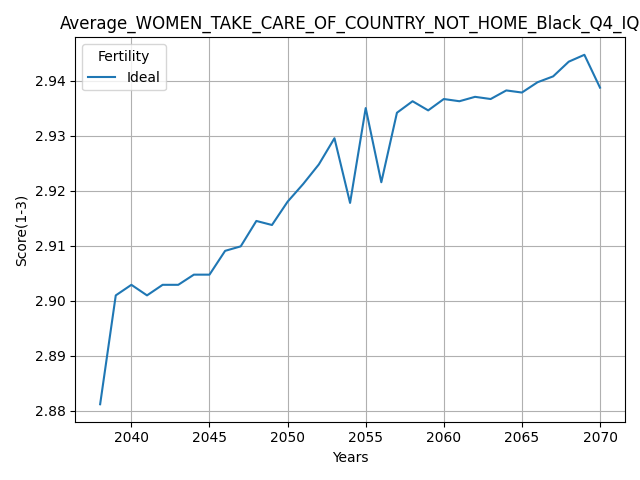 Average_WOMEN_TAKE_CARE_OF_COUNTRY_NOT_HOME_Black_Q4_IQ
Fertility
Ideal
2.94
2.93
2.92
2.91
2.90
2.89
2.88
Score(1-3)
2040 2045 2050 2055 2060 2065 2070
Years